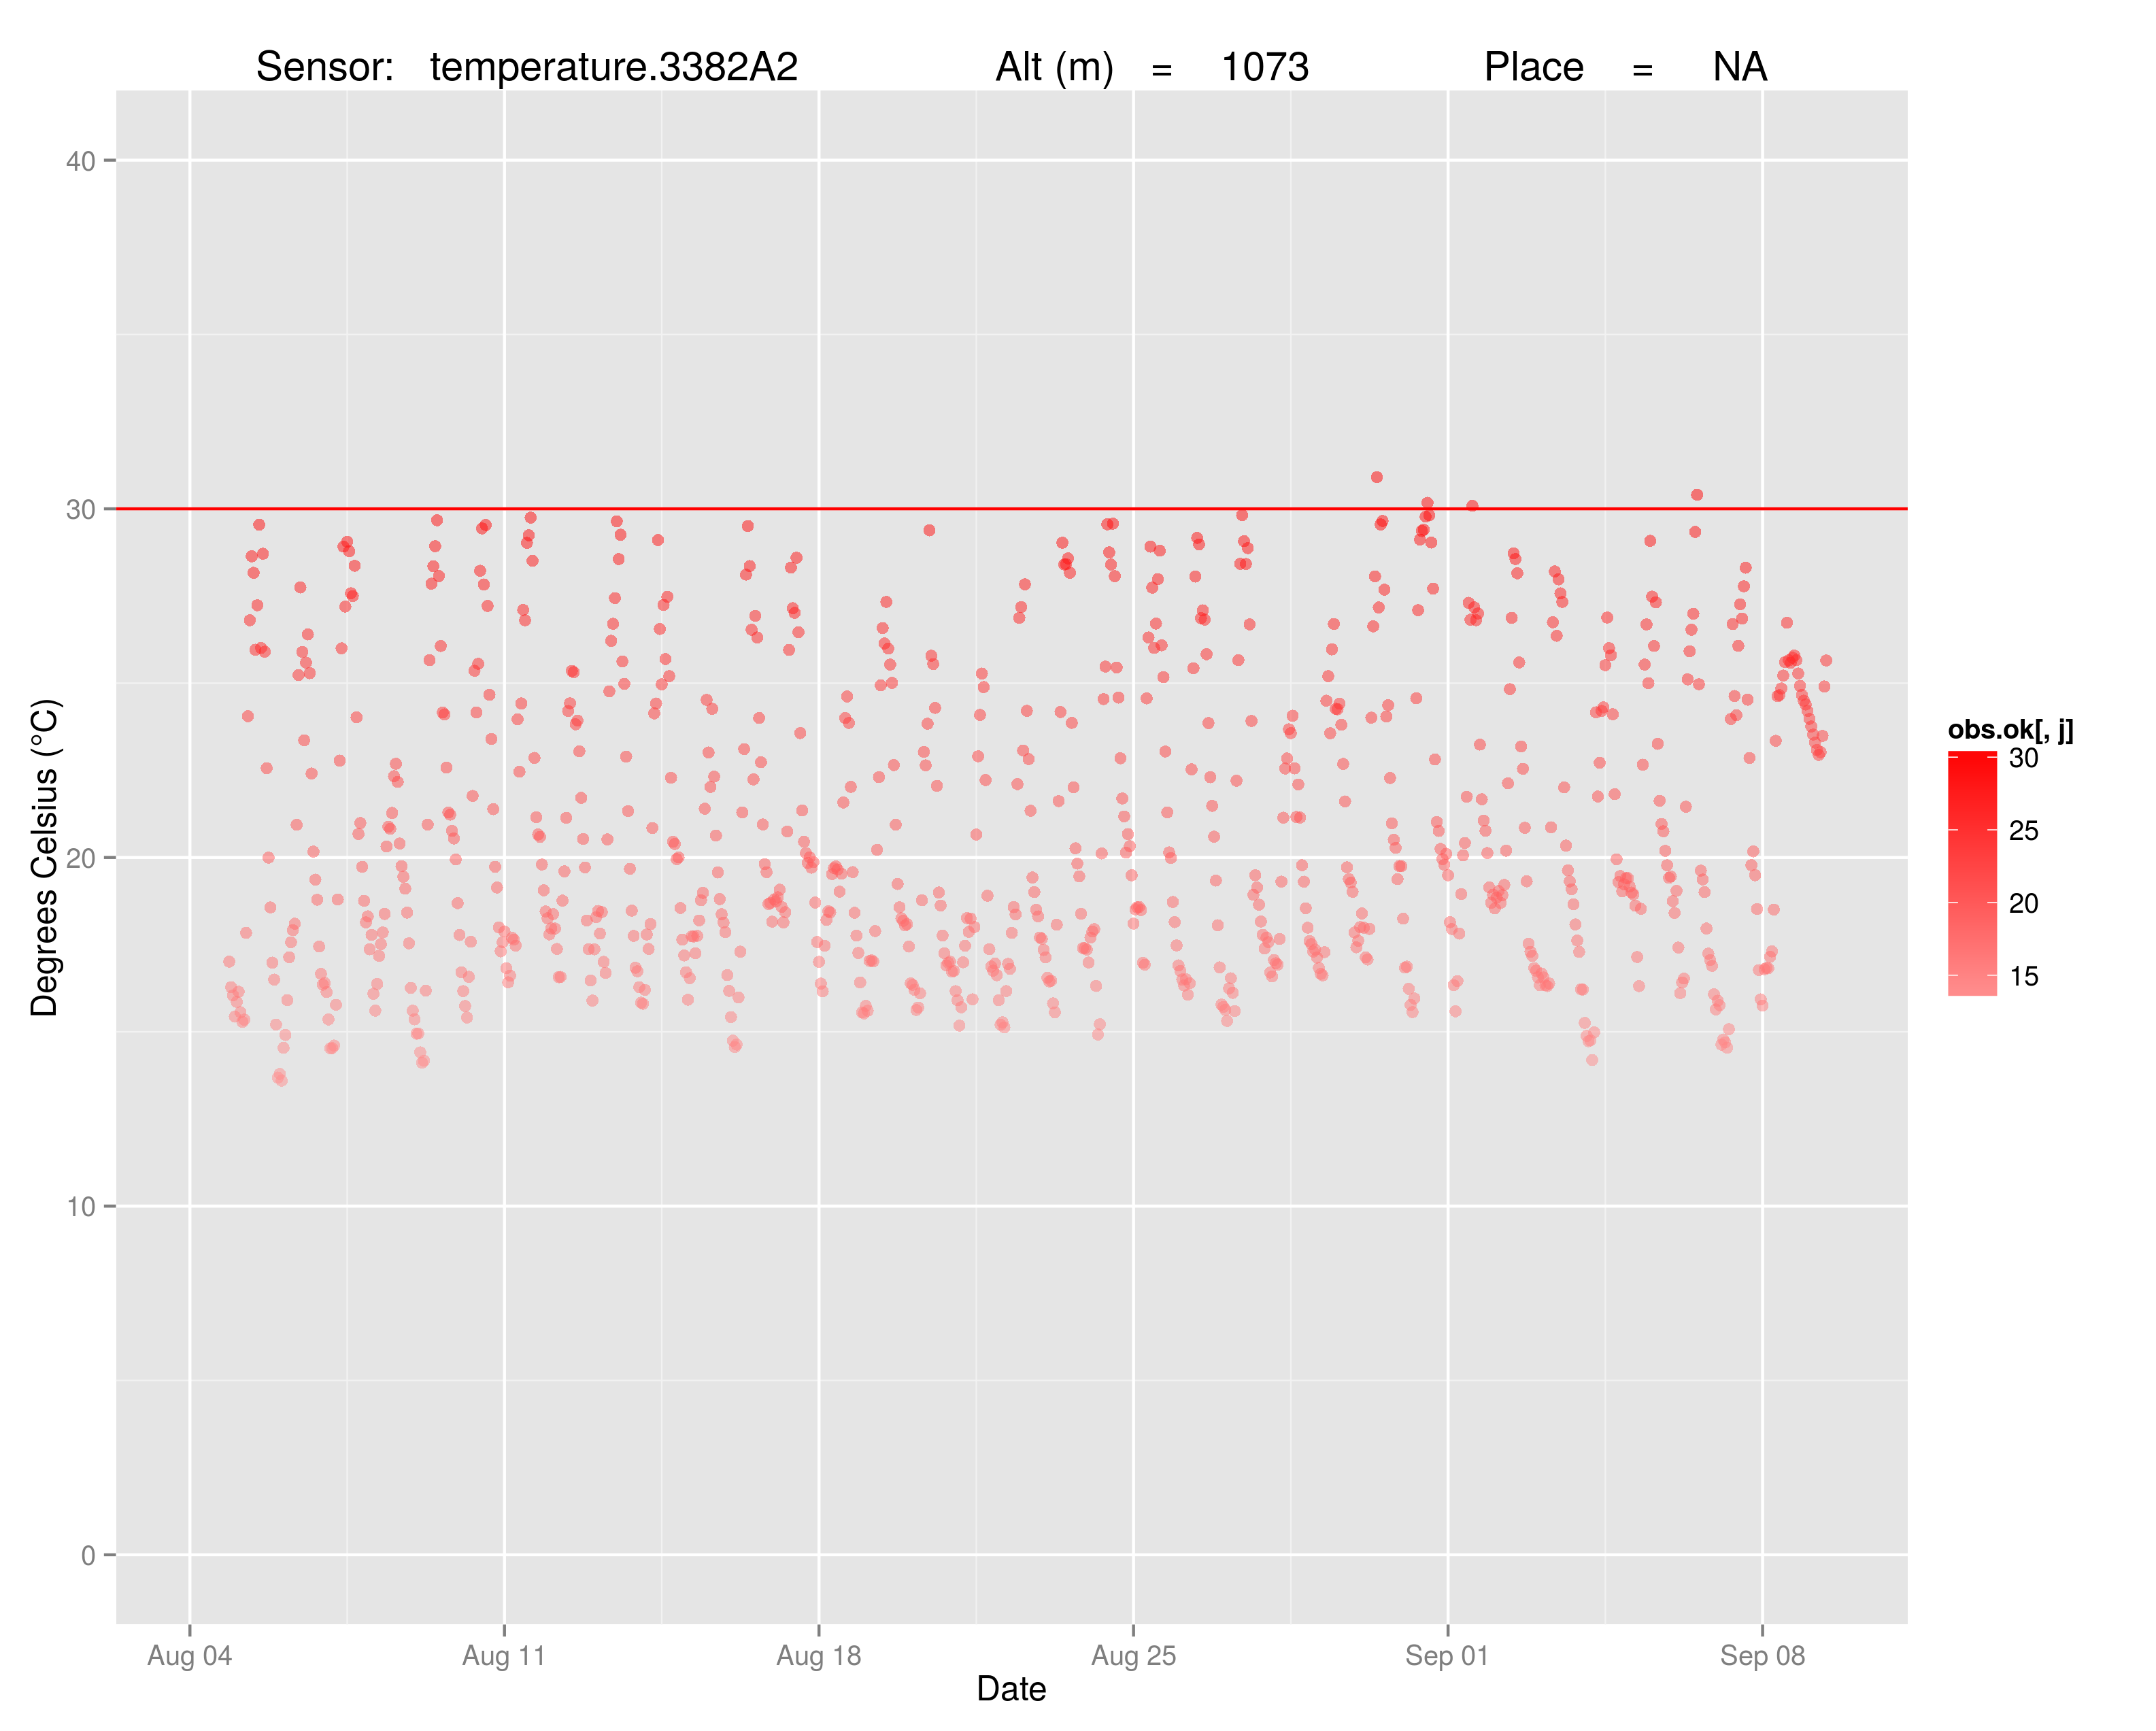 Sensor: temperature.3382A2 Alt (m) = 1073 Place = NA
Degrees Celsius (°C)
40
30
20
10
0
Aug 04 Aug 11 Aug 18 Aug 25 Sep 01 Sep 08
Date
obs.ok[, j]
30
25
20
15